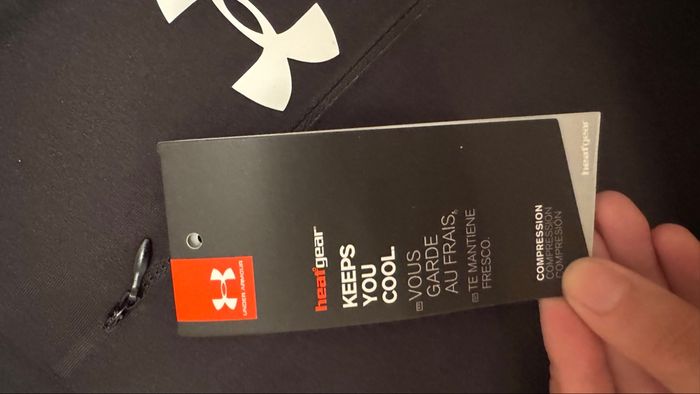 heatgear
KEEPS
YOU
COOL.
VOUS
GARDE
AU FRAIS.
TE MANTIENE
FRESCO.
UNDER ARMOUR
COMPRESSION
COMPRESSION
COMPRESIÓN
heatgear